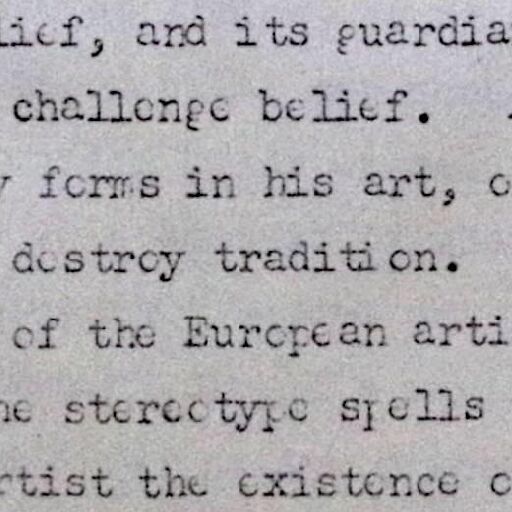 lief, and its guardia
challenge belief.
forms in his art,
destroy tradition.
of the European arti
he stereotype spells
rtist the existence